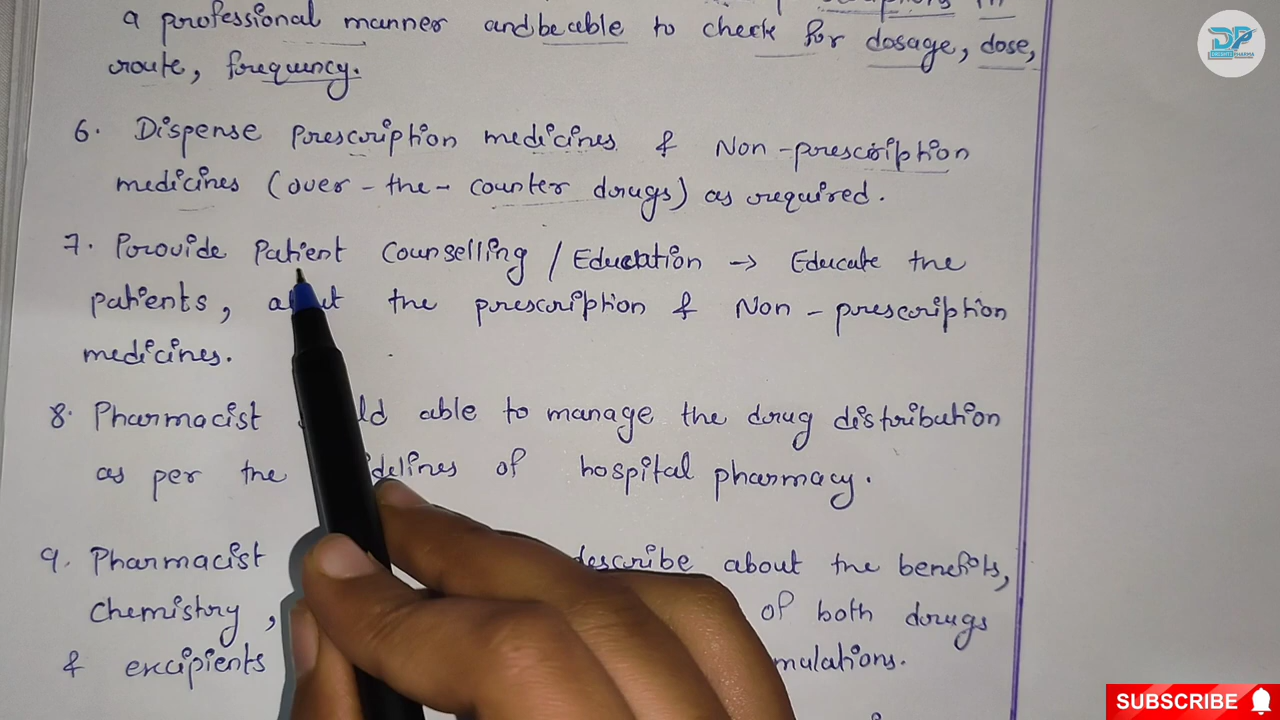 a professional manner and be able to check for dosage, dose,
route, frequency.
6. Dispense prescription medicines & Non-prescription
medicines (over-the-counter drugs) as required.
7. Provide Patient Counselling / Education → Educate the
patients, about the prescription & Non-prescription
medicines.
8. Pharmacist able to manage the drug distribution
as per the of hospital pharmacy.
9. Pharmacist describe about the benefits,
Chemistry, of both drugs
& excipients
DP
SUBSCRIBE